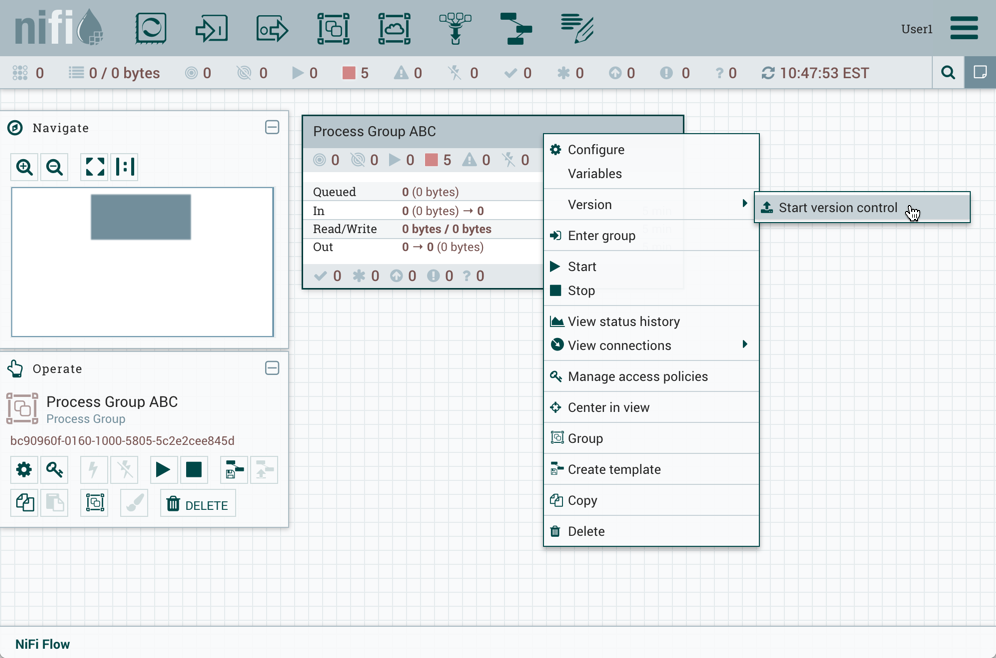 nifi
User1
0 0 / 0 bytes 0 0 0 5 0 0 0 0 0 0 ? 0 10:47:53 EST
Navigate
Operate
Process Group ABC
Process Group
bc90960f-0160-1000-5805-5c2e2cee845d
DELETE
Process Group ABC
0 0 0 5 0 0
Queued 0 (0 bytes)
In 0 (0 bytes) → 0
Read/Write 0 bytes / 0 bytes
Out 0 → 0 (0 bytes)
0 0 0 0 ? 0
Configure
Variables
Version
Start version control
Enter group
Start
Stop
View status history
View connections
Manage access policies
Center in view
Group
Create template
Copy
Delete
NiFi Flow